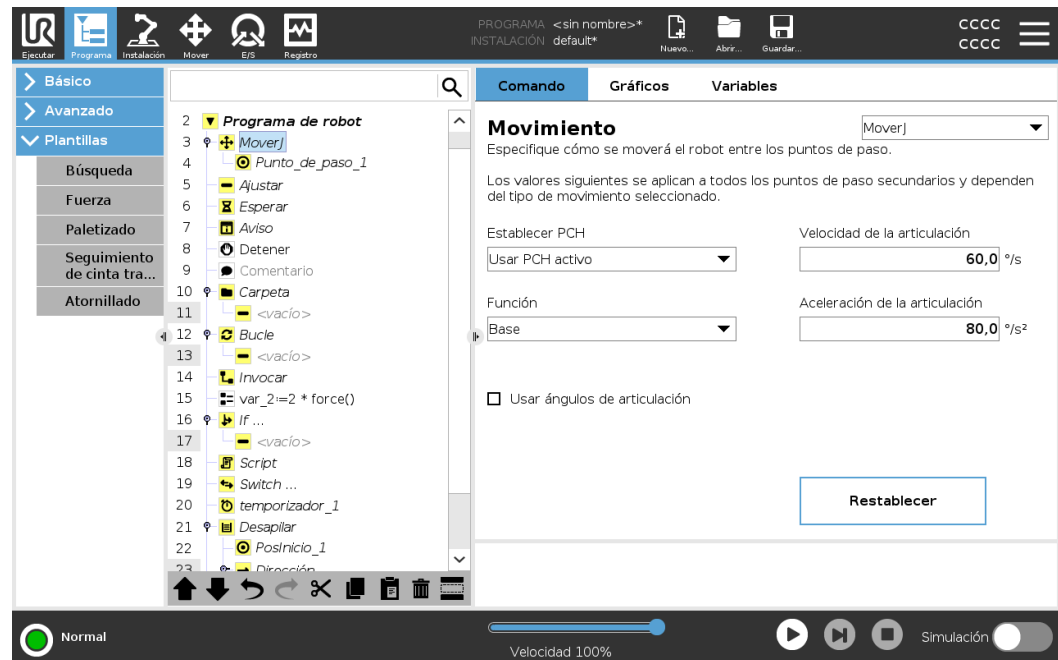 UR
Ejecutar
Programa
Instalación
Mover
E/S
Registro
PROGRAMA <sin nombre>*
INSTALACIÓN default*
Nuevo...
Abrir...
Guardar...
CCCC
CCCC
Básico
Avanzado
Plantillas
Búsqueda
Fuerza
Paletizado
Seguimiento
de cinta tra...
Atornillado
2 Programa de robot
3 MoverJ
4 Punto_de_paso_1
5 Ajustar
6 Esperar
7 Aviso
8 Detener
9 Comentario
10 Carpeta
11 <vacío>
12 Bucle
13 <vacío>
14 Invocar
15 var_2:=2 * force()
16 If ...
17 <vacío>
18 Script
19 Switch ...
20 temporizador_1
21 Desapilar
22 PosInicio_1
23 Dirección
Comando
Gráficos
Variables
Movimiento
MoverJ
Especifique cómo se moverá el robot entre los puntos de paso.
Los valores siguientes se aplican a todos los puntos de paso secundarios y dependen
del tipo de movimiento seleccionado.
Establecer PCH
Velocidad de la articulación
Usar PCH activo
60,0 °/s
Función
Aceleración de la articulación
Base
80,0 °/s²
Usar ángulos de articulación
Restablecer
Normal
Velocidad 100%
Simulación